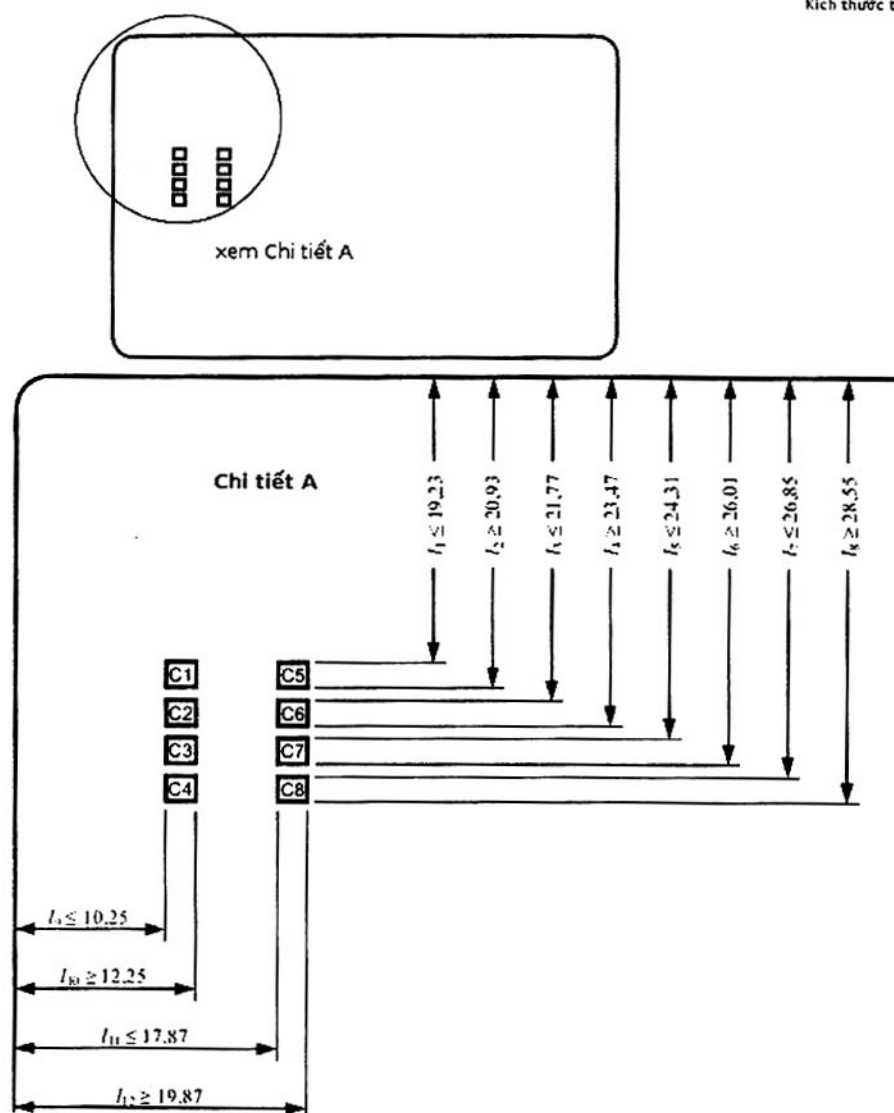 Kích thước t
xem Chi tiết A
Chi tiết A
l₁ ≤ 19,23
l₂ ≥ 20,93
l₃ ≤ 21,77
l₄ ≥ 23,47
l₅ ≤ 24,31
l₆ ≥ 26,01
l₇ ≤ 26,85
l₈ ≥ 28,55
C1 C5
C2 C6
C3 C7
C4 C8
l₉ ≤ 10,25
l₁₀ ≥ 12,25
l₁₁ ≤ 17,87
l₁₂ ≥ 19,87